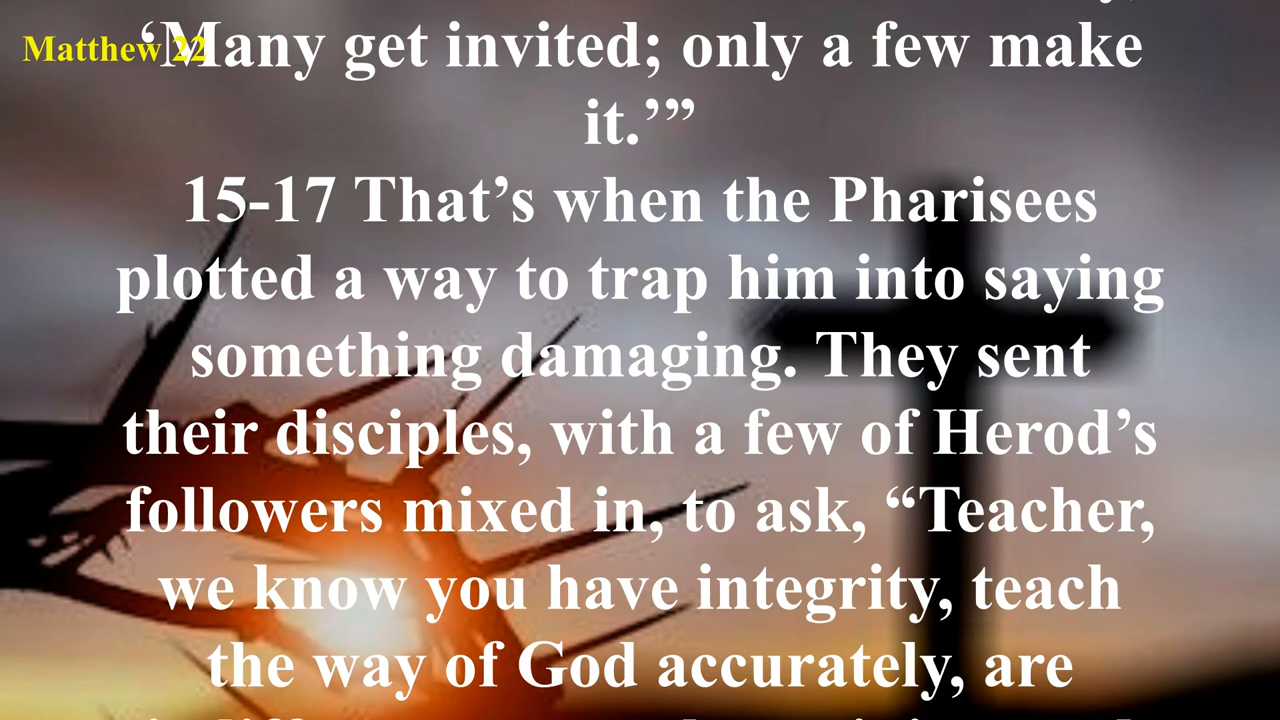 Matthew 22
‘Many get invited; only a few make
it.’”
15-17 That’s when the Pharisees
plotted a way to trap him into saying
something damaging. They sent
their disciples, with a few of Herod’s
followers mixed in, to ask, “Teacher,
we know you have integrity, teach
the way of God accurately, are